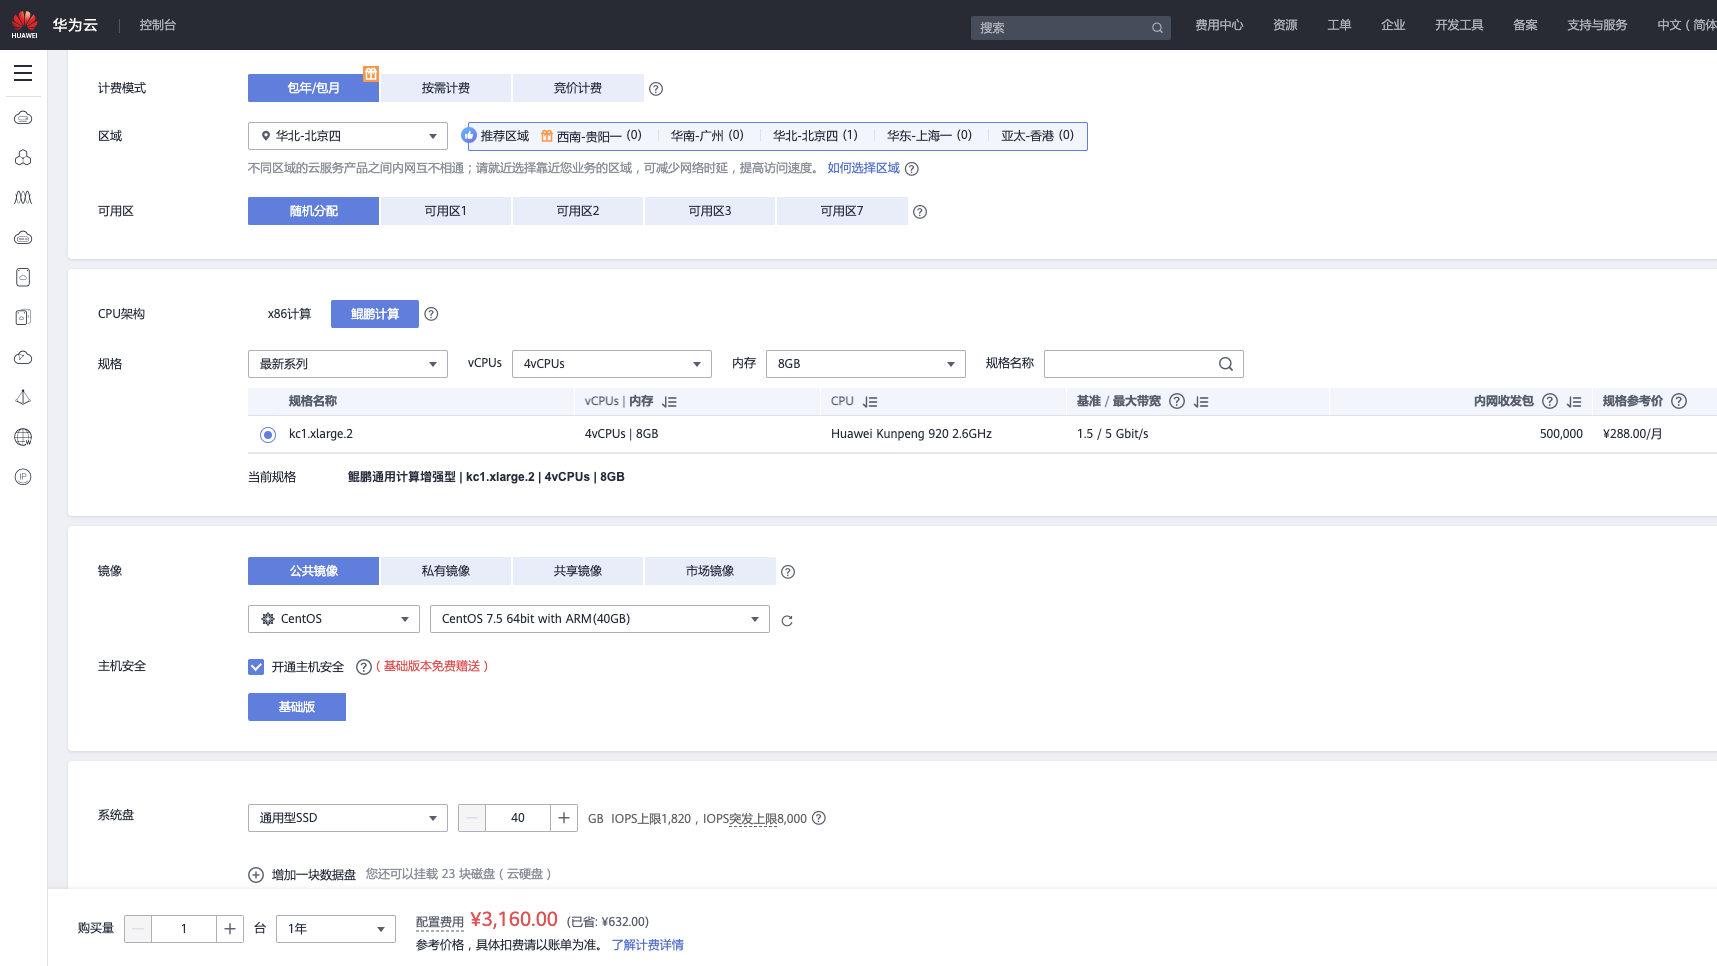 HUAWEI 华为云 控制台 搜索 费用中心 资源 工单 企业 开发工具 备案 支持与服务 中文（简体
计费模式 包年/包月 按需计费 竞价计费
区域 华北-北京四 推荐区域 西南-贵阳一 (0) 华南-广州 (0) 华北-北京四 (1) 华东-上海一 (0) 亚太-香港 (0)
不同区域的云服务产品之间内网互不相通；请就近选择靠近您业务的区域，可减少网络时延，提高访问速度。 如何选择区域
可用区 随机分配 可用区1 可用区2 可用区3 可用区7
CPU架构 x86计算 鲲鹏计算
规格 最新系列 vCPUs 4vCPUs 内存 8GB 规格名称
规格名称 vCPUs | 内存 CPU 基准 / 最大带宽 内网收发包 规格参考价
kc1.xlarge.2 4vCPUs | 8GB Huawei Kunpeng 920 2.6GHz 1.5 / 5 Gbit/s 500,000 ¥288.00/月
当前规格 鲲鹏通用计算增强型 | kc1.xlarge.2 | 4vCPUs | 8GB
镜像 公共镜像 私有镜像 共享镜像 市场镜像
CentOS CentOS 7.5 64bit with ARM(40GB)
主机安全 开通主机安全 （基础版本免费赠送）
基础版
系统盘 通用型SSD 40 GB IOPS上限1,820，IOPS突发上限8,000
增加一块数据盘 您还可以挂载 23 块磁盘（云硬盘）
购买量 1 台 1年 配置费用 ¥3,160.00 (已省: ¥632.00)
参考价格，具体扣费请以账单为准。 了解计费详情